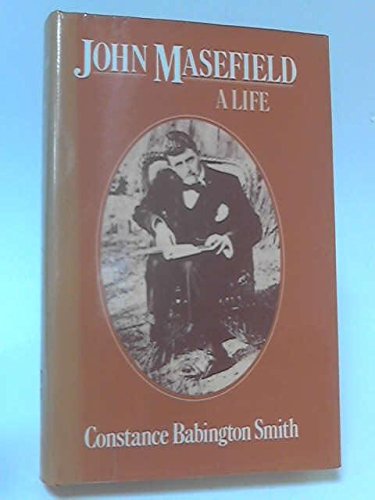 JOHN MASEFIELD
A LIFE
Constance Babington Smith